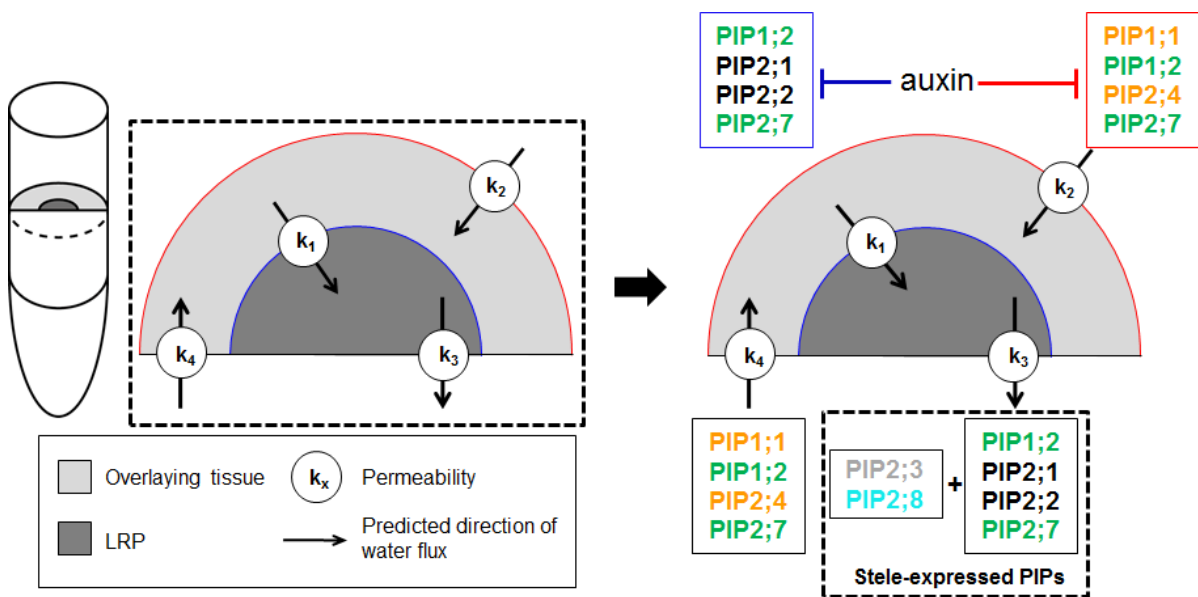 k1
k2
k4
k3
Overlaying tissue
kx
Permeability
LRP
Predicted direction of
water flux
PIP1;2
PIP2;1
PIP2;2
PIP2;7
auxin
PIP1;1
PIP1;2
PIP2;4
PIP2;7
k2
k1
k4
k3
PIP1;1
PIP1;2
PIP2;4
PIP2;7
PIP2;3
PIP2;8
+
PIP1;2
PIP2;1
PIP2;2
PIP2;7
Stele-expressed PIPs